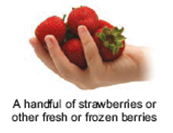 A handful of strawberries or
other fresh or frozen berries